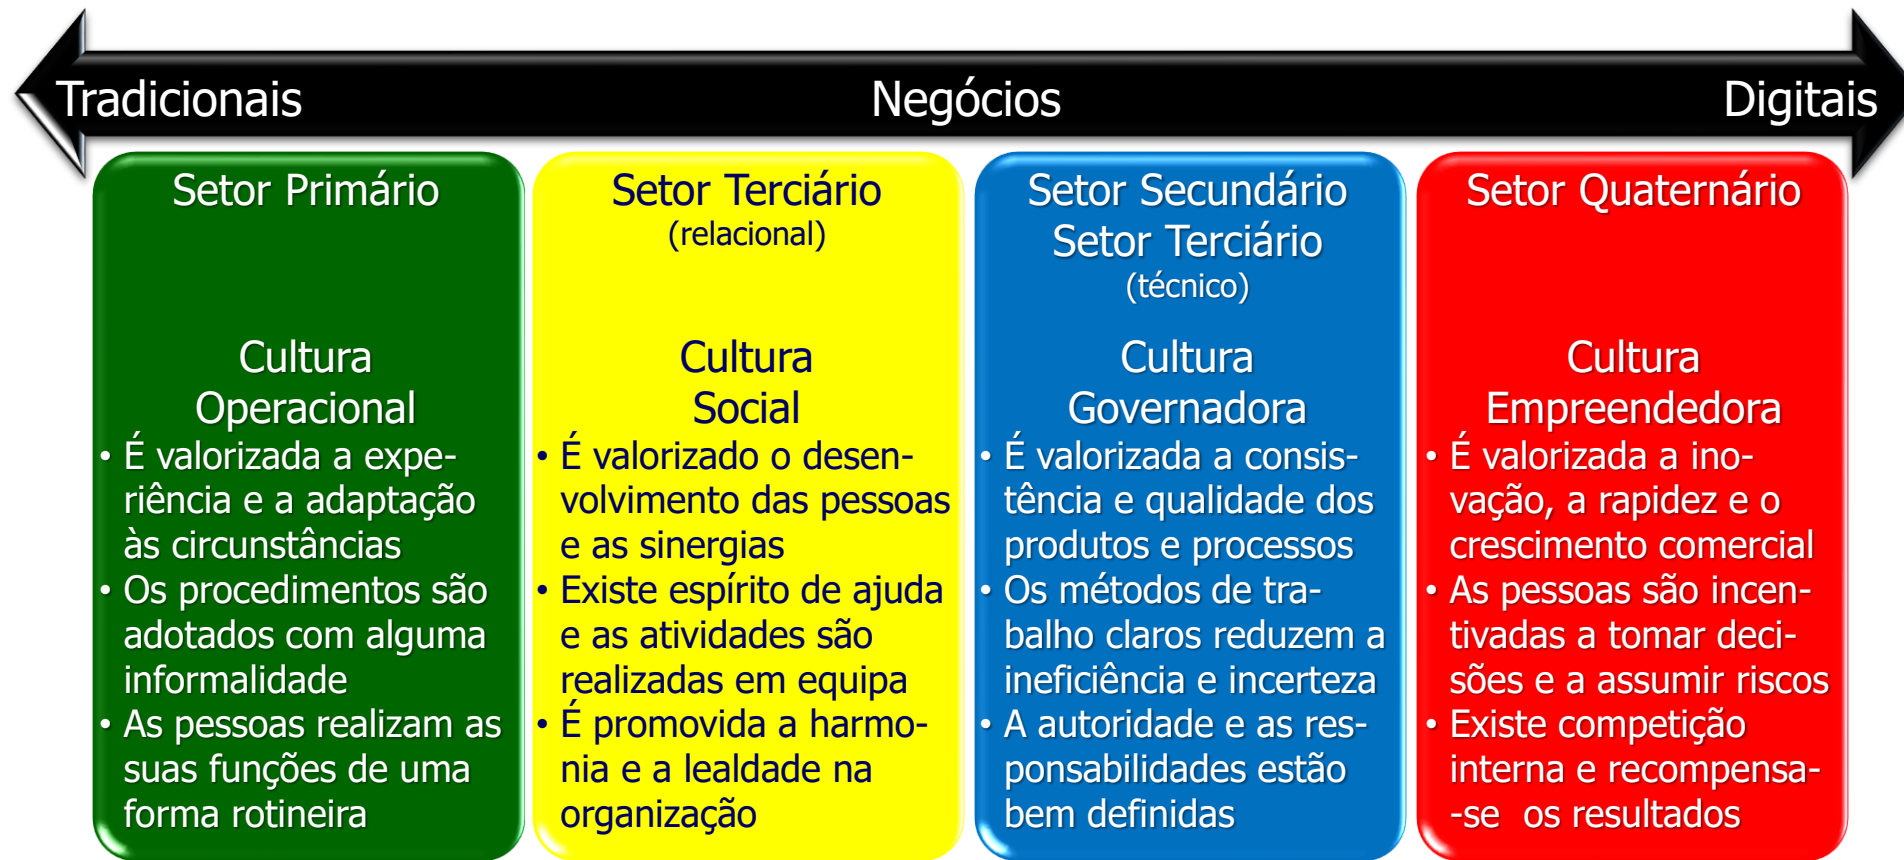 Tradicionais Negócios Digitais
Setor Primário
Cultura
Operacional
• É valorizada a expe-
riência e a adaptação
às circunstâncias
• Os procedimentos são
adotados com alguma
informalidade
• As pessoas realizam as
suas funções de uma
forma rotineira
Setor Terciário
(relacional)
Cultura
Social
• É valorizado o desen-
volvimento das pessoas
e as sinergias
• Existe espírito de ajuda
e as atividades são
realizadas em equipa
• É promovida a harmo-
nia e a lealdade na
organização
Setor Secundário
Setor Terciário
(técnico)
Cultura
Governadora
• É valorizada a consis-
tência e qualidade dos
produtos e processos
• Os métodos de tra-
balho claros reduzem a
ineficiência e incerteza
• A autoridade e as res-
ponsabilidades estão
bem definidas
Setor Quaternário
Cultura
Empreendedora
• É valorizada a ino-
vação, a rapidez e o
crescimento comercial
• As pessoas são incen-
tivadas a tomar deci-
sões e a assumir riscos
• Existe competição
interna e recompensa-
-se os resultados